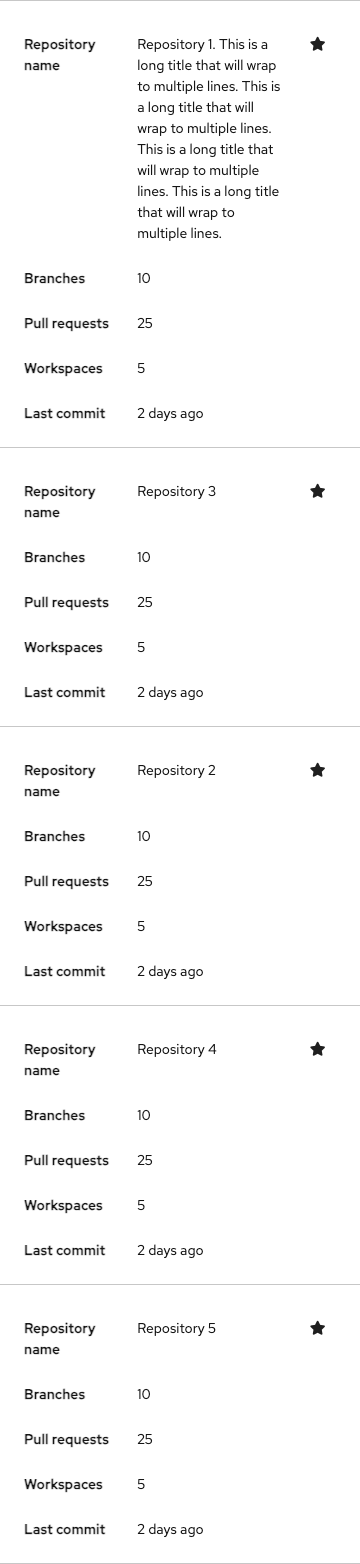 Repository Repository 1. This is a
name long title that will wrap
to multiple lines. This is
a long title that will
wrap to multiple lines.
This is a long title that
will wrap to multiple
lines. This is a long title
that will wrap to
multiple lines.
Branches 10
Pull requests 25
Workspaces 5
Last commit 2 days ago
Repository Repository 3
name
Branches 10
Pull requests 25
Workspaces 5
Last commit 2 days ago
Repository Repository 2
name
Branches 10
Pull requests 25
Workspaces 5
Last commit 2 days ago
Repository Repository 4
name
Branches 10
Pull requests 25
Workspaces 5
Last commit 2 days ago
Repository Repository 5
name
Branches 10
Pull requests 25
Workspaces 5
Last commit 2 days ago